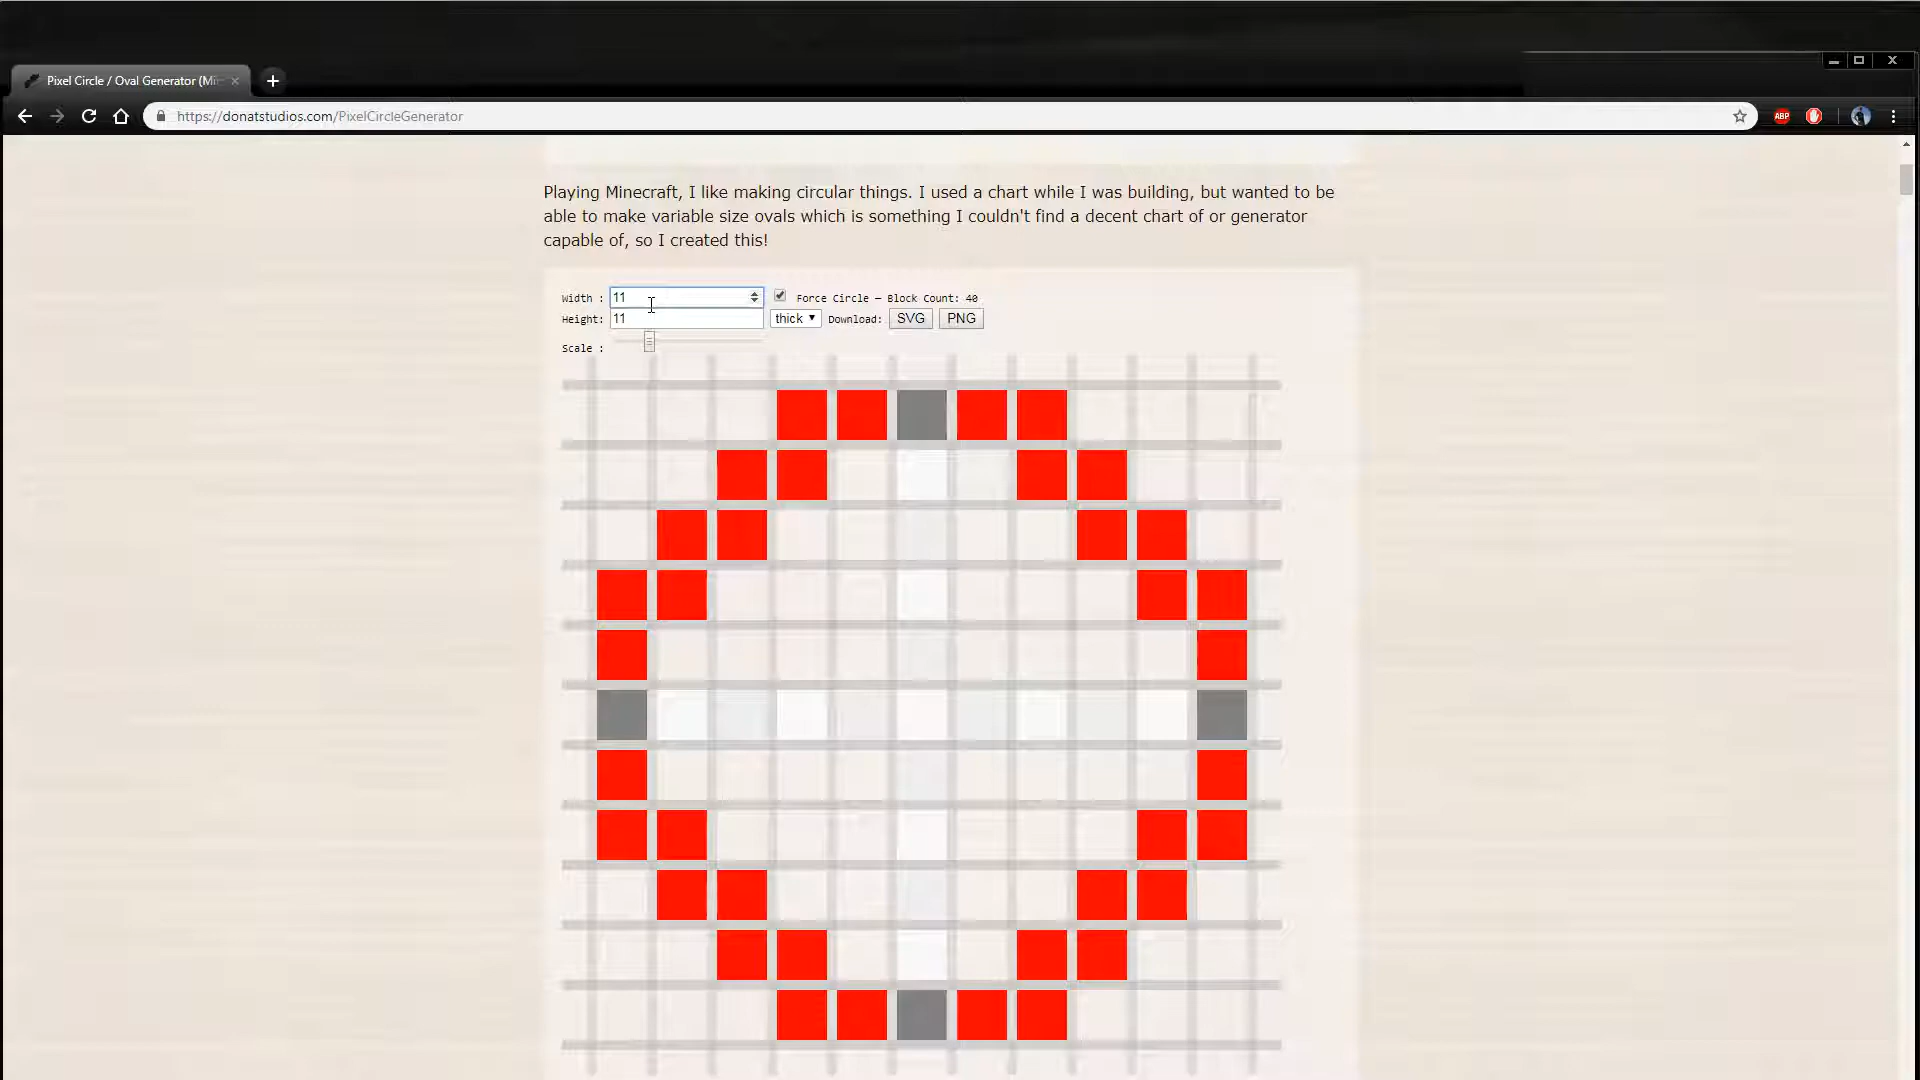 Pixel Circle / Oval Generator (Mi
https://donatstudios.com/PixelCircleGenerator
ABP
Playing Minecraft, I like making circular things. I used a chart while I was building, but wanted to be
able to make variable size ovals which is something I couldn't find a decent chart of or generator
capable of, so I created this!
Width : 11 Force Circle — Block Count: 40
Height: 11 thick Download: SVG PNG
Scale :